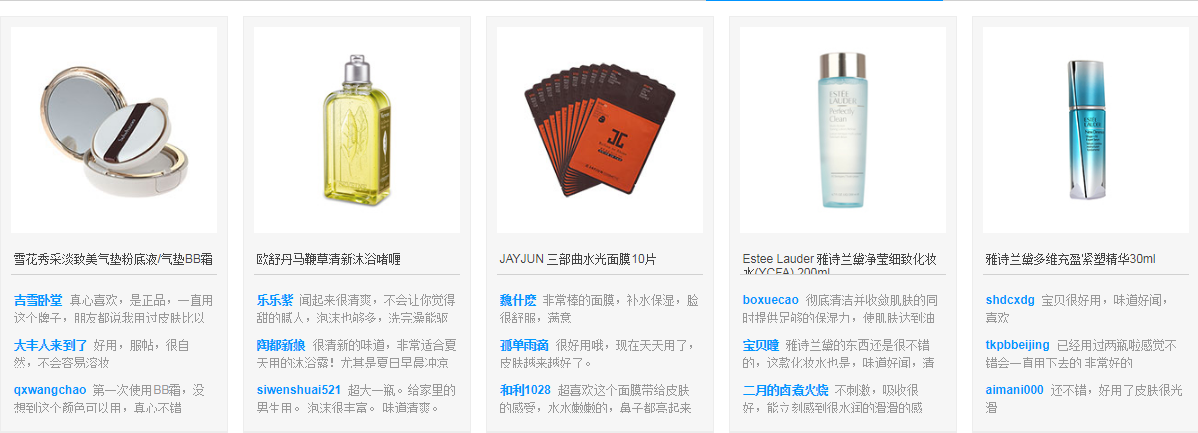 ESTEE
LAUDER
Perfectly
Clean
JC
雪花秀采淡致美气垫粉底液/气垫BB霜
吉雪卧堂 真心喜欢，是正品，一直用
这个牌子，朋友都说我用过皮肤比以
大丰人来到了 好用，服帖，很自
然，不会容易溶妆
qxwangchao 第一次使用BB霜，没
想到这个颜色可以用，真心不错
欧舒丹马鞭草清新沐浴啫喱
乐乐紫 闻起来很清爽，不会让你觉得
甜的腻人，泡沫也够多，洗完澡能驱
陶都新娘 很清新的味道，非常适合夏
天用的沐浴露！尤其是夏日早晨冲凉
siwenshuai521 超大一瓶。给家里的
男生用。 泡沫很丰富。 味道清爽。
JAYJUN 三部曲水光面膜10片
魏什麽 非常棒的面膜，补水保湿，脸
很舒服，满意
孤单雨滴 很好用哦，现在天天用了，
皮肤越来越好了。
和利1028 超喜欢这个面膜带给皮肤
的感受，水水嫩嫩的，鼻子都亮起来
Estee Lauder 雅诗兰黛净莹细致化妆
水(YCFA) 200ml
boxuecao 彻底清洁并收敛肌肤的同
时提供足够的保湿力，使肌肤达到油
宝贝瞳 雅诗兰黛的东西还是很不错
的，这款化妆水也是，味道好闻，清
二月的卤煮火烧 不刺激，吸收很
好，能立刻感到很水润的滑滑的感
雅诗兰黛多维充盈紧塑精华30ml
shdcxdg 宝贝很好用，味道好闻，
喜欢
tkpbbeijing 已经用过两瓶啦感觉不
错会一直用下去的 非常好的
aimani000 还不错，好用了皮肤很光
滑